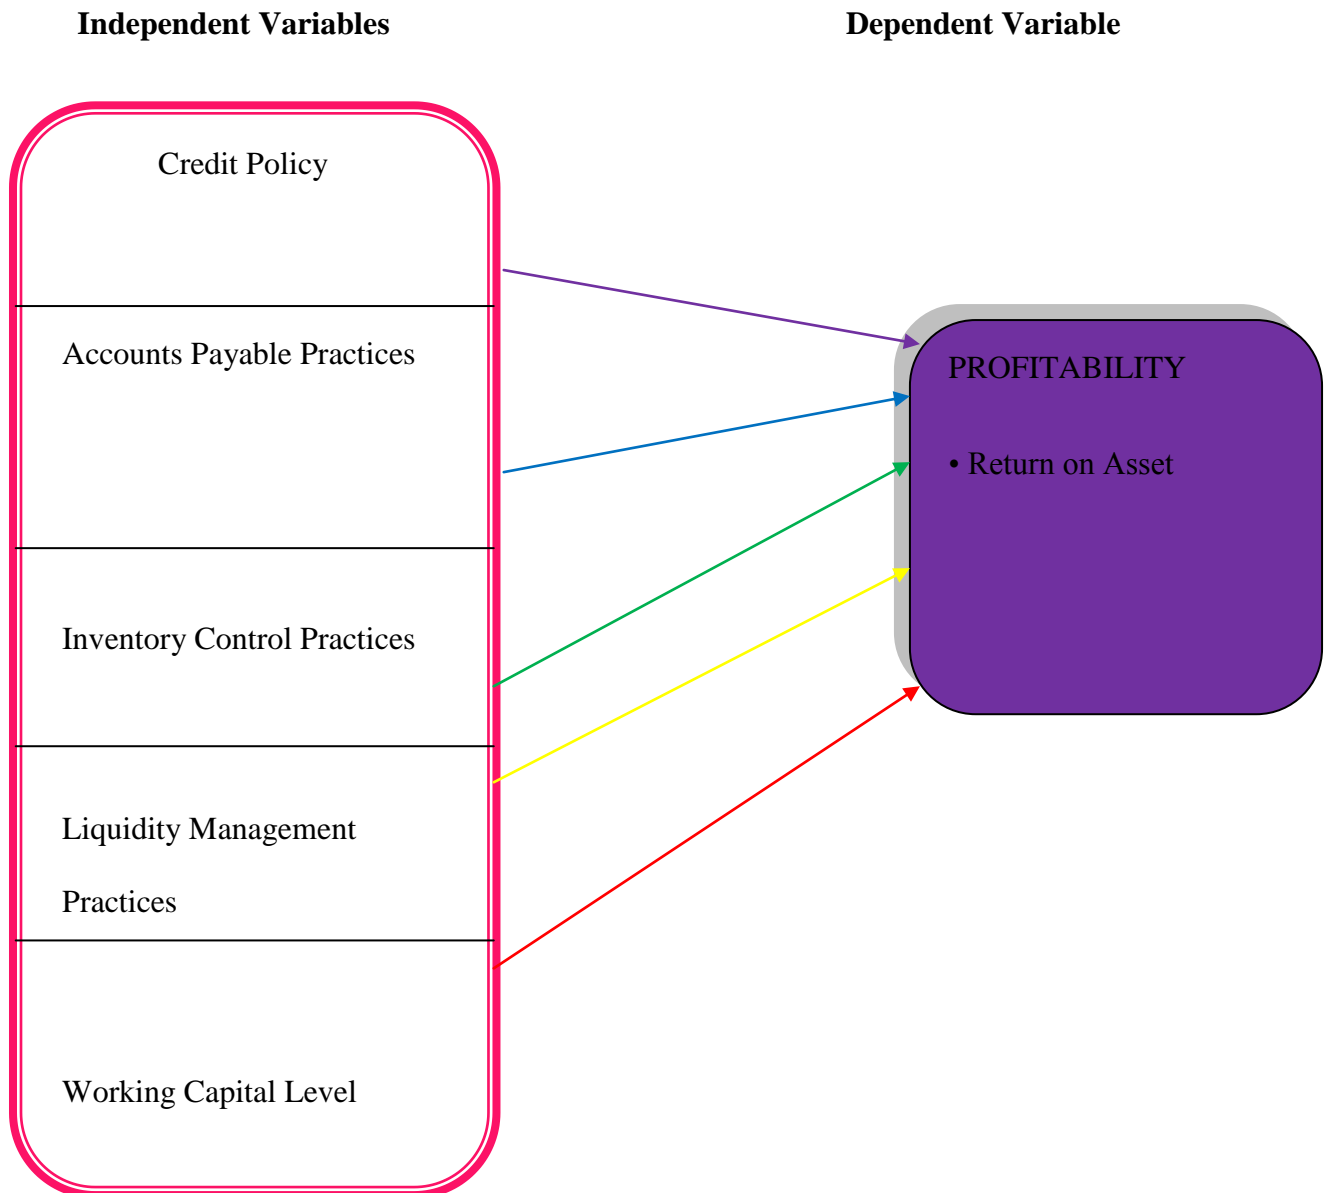 Independent Variables
Dependent Variable
Credit Policy
Accounts Payable Practices
Inventory Control Practices
Liquidity Management
Practices
Working Capital Level
PROFITABILITY
• Return on Asset